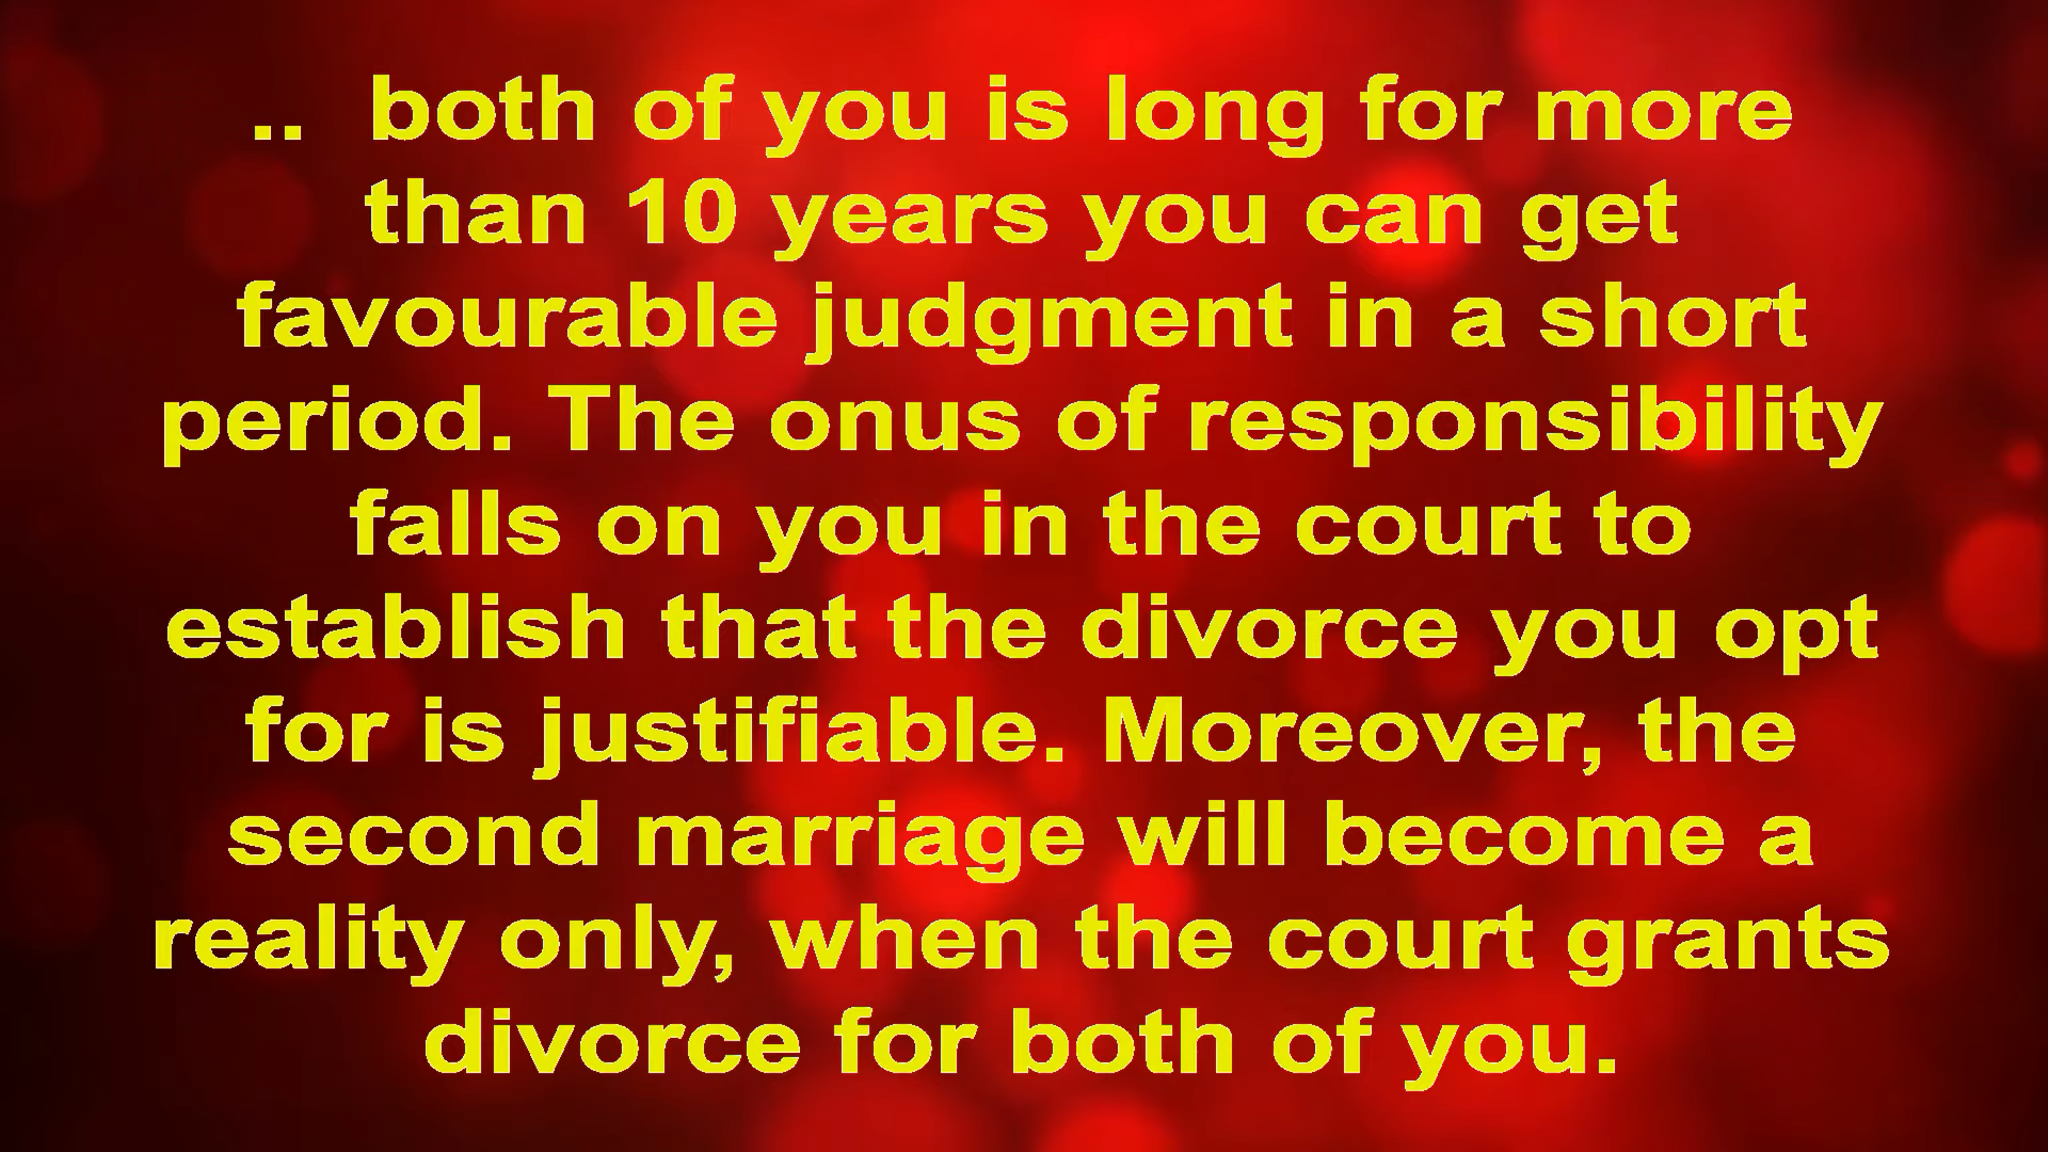 .. both of you is long for more
than 10 years you can get
favourable judgment in a short
period. The onus of responsibility
falls on you in the court to
establish that the divorce you opt
for is justifiable. Moreover, the
second marriage will become a
reality only, when the court grants
divorce for both of you.